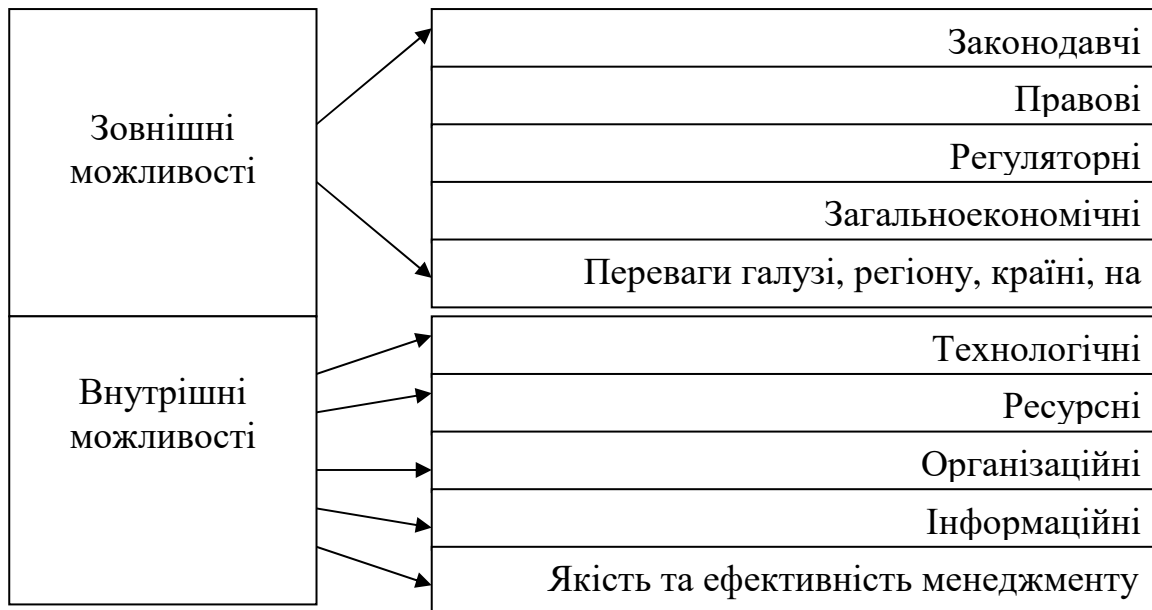 Зовнішні
можливості
Законодавчі
Правові
Регуляторні
Загальноекономічні
Переваги галузі, регіону, країні, на
Внутрішні
можливості
Технологічні
Ресурсні
Організаційні
Інформаційні
Якість та ефективність менеджменту